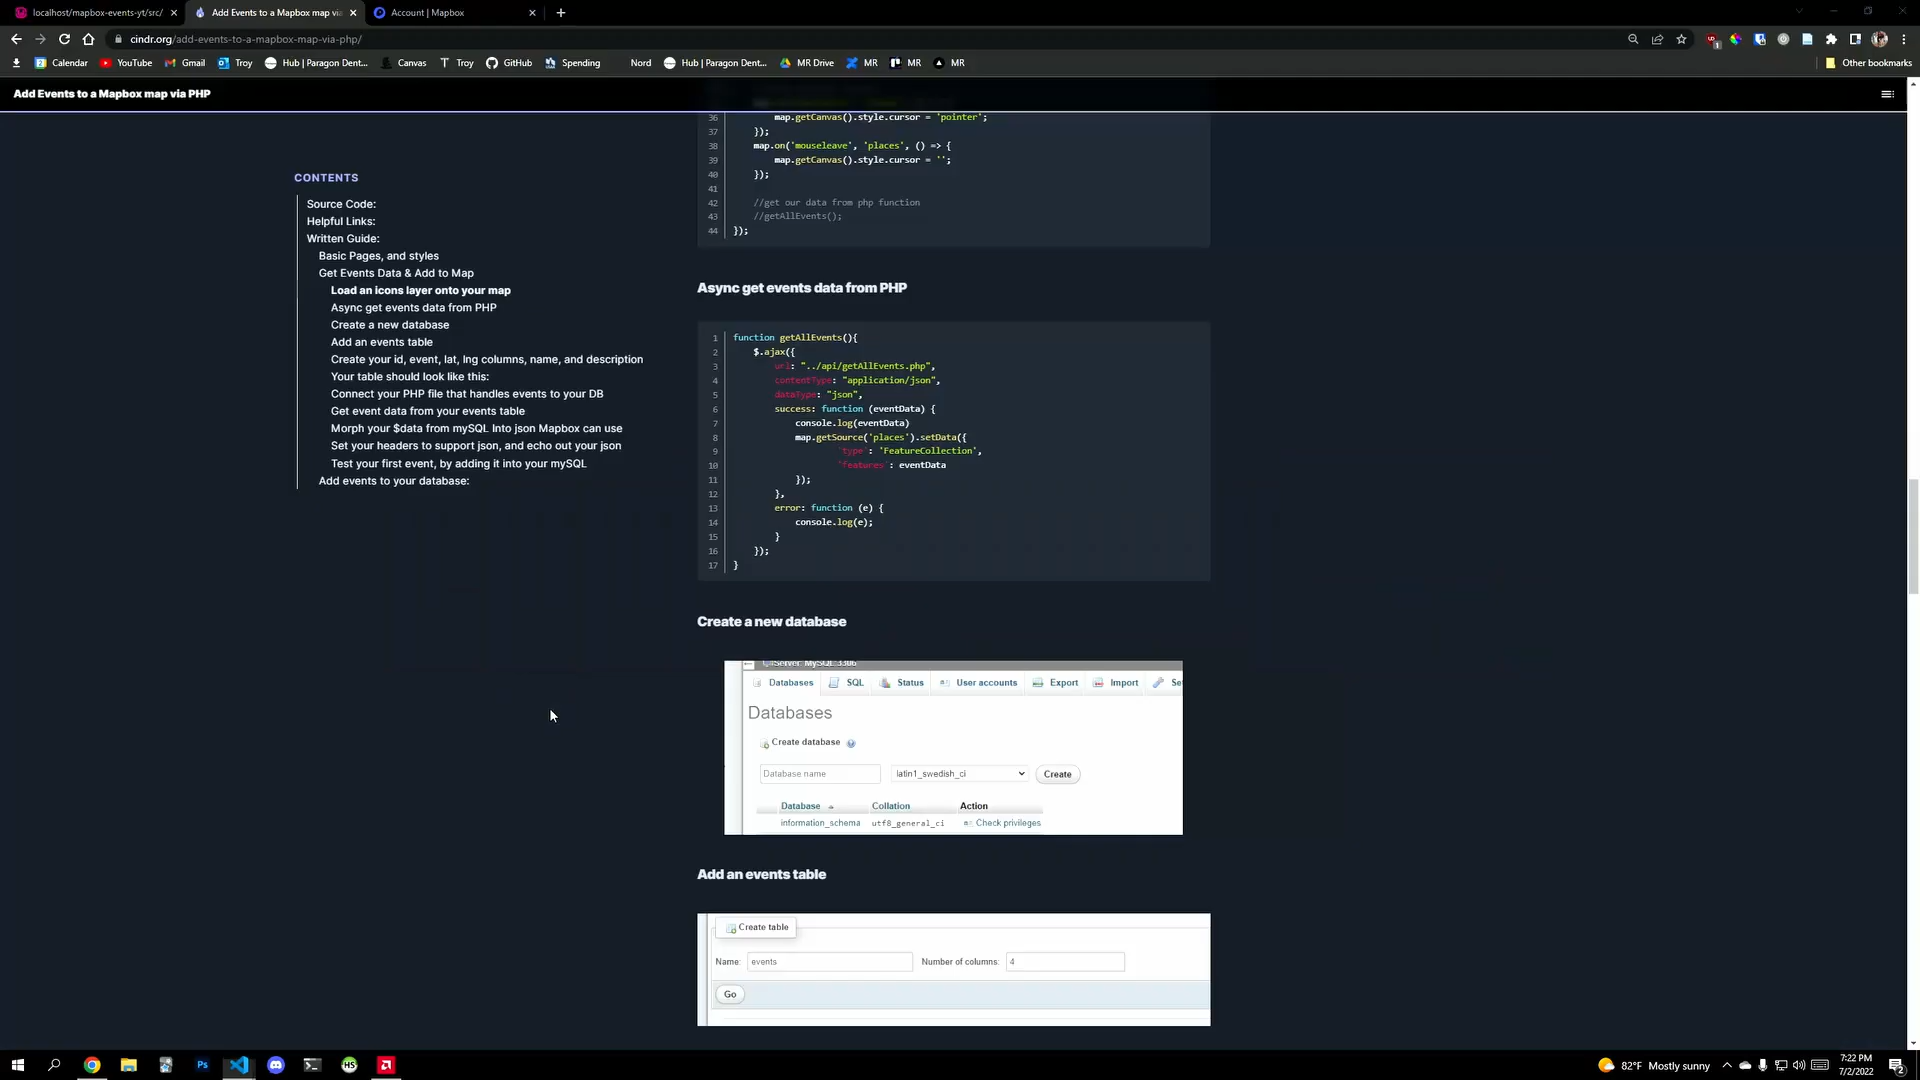 localhost/mapbox-events-yt/src/
Add Events to a Mapbox map via
Account | Mapbox
cindr.org/add-events-to-a-mapbox-map-via-php/
Calendar
YouTube
Gmail
Troy
Hub | Paragon Dent...
Canvas
Troy
GitHub
Spending
Nord
Hub | Paragon Dent...
MR Drive
MR
MR
MR
Other bookmarks
Add Events to a Mapbox map via PHP
CONTENTS
Source Code:
Helpful Links:
Written Guide:
Basic Pages, and styles
Get Events Data & Add to Map
Load an icons layer onto your map
Async get events data from PHP
Create a new database
Add an events table
Create your id, event, lat, lng columns, name, and description
Your table should look like this:
Connect your PHP file that handles events to your DB
Get event data from your events table
Morph your $data from mySQL Into json Mapbox can use
Set your headers to support json, and echo out your json
Test your first event, by adding it into your mySQL
Add events to your database:
36 map.getCanvas().style.cursor = 'pointer';
37 });
38 map.on('mouseleave', 'places', () => {
39 map.getCanvas().style.cursor = '';
40 });
41
42 //get our data from php function
43 //getAllEvents();
44 });
Async get events data from PHP
1 function getAllEvents(){
2 $.ajax({
3 url: "../api/getAllEvents.php",
4 contentType: "application/json",
5 dataType: "json",
6 success: function (eventData) {
7 console.log(eventData)
8 map.getSource('places').setData({
9 'type': 'FeatureCollection',
10 'features': eventData
11 });
12 },
13 error: function (e) {
14 console.log(e);
15 }
16 });
17 }
Create a new database
Server: MySQL:3306
Databases
SQL
Status
User accounts
Export
Import
Se
Databases
Create database
Database name
latin1_swedish_ci
Create
Database
Collation
Action
information_schema
utf8_general_ci
Check privileges
Add an events table
Create table
Name: events
Number of columns: 4
Go
82°F Mostly sunny
7:22 PM
7/2/2022